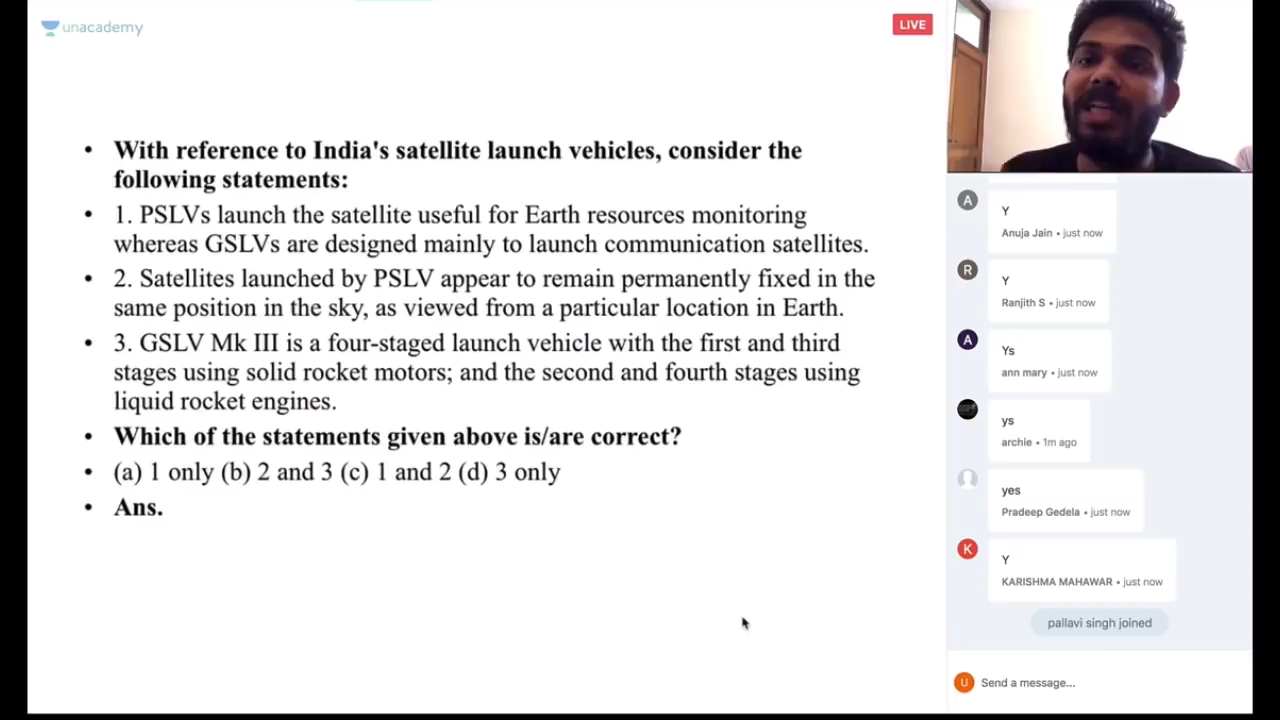 unacademy
LIVE
• With reference to India's satellite launch vehicles, consider the
following statements:
• 1. PSLVs launch the satellite useful for Earth resources monitoring
whereas GSLVs are designed mainly to launch communication satellites.
• 2. Satellites launched by PSLV appear to remain permanently fixed in the
same position in the sky, as viewed from a particular location in Earth.
• 3. GSLV Mk III is a four-staged launch vehicle with the first and third
stages using solid rocket motors; and the second and fourth stages using
liquid rocket engines.
• Which of the statements given above is/are correct?
• (a) 1 only (b) 2 and 3 (c) 1 and 2 (d) 3 only
• Ans.
A
Y
Anuja Jain • just now
R
Y
Ranjith S • just now
A
Ys
ann mary • just now
ys
archie • 1m ago
yes
Pradeep Gedela • just now
K
Y
KARISHMA MAHAWAR • just now
pallavi singh joined
U
Send a message...